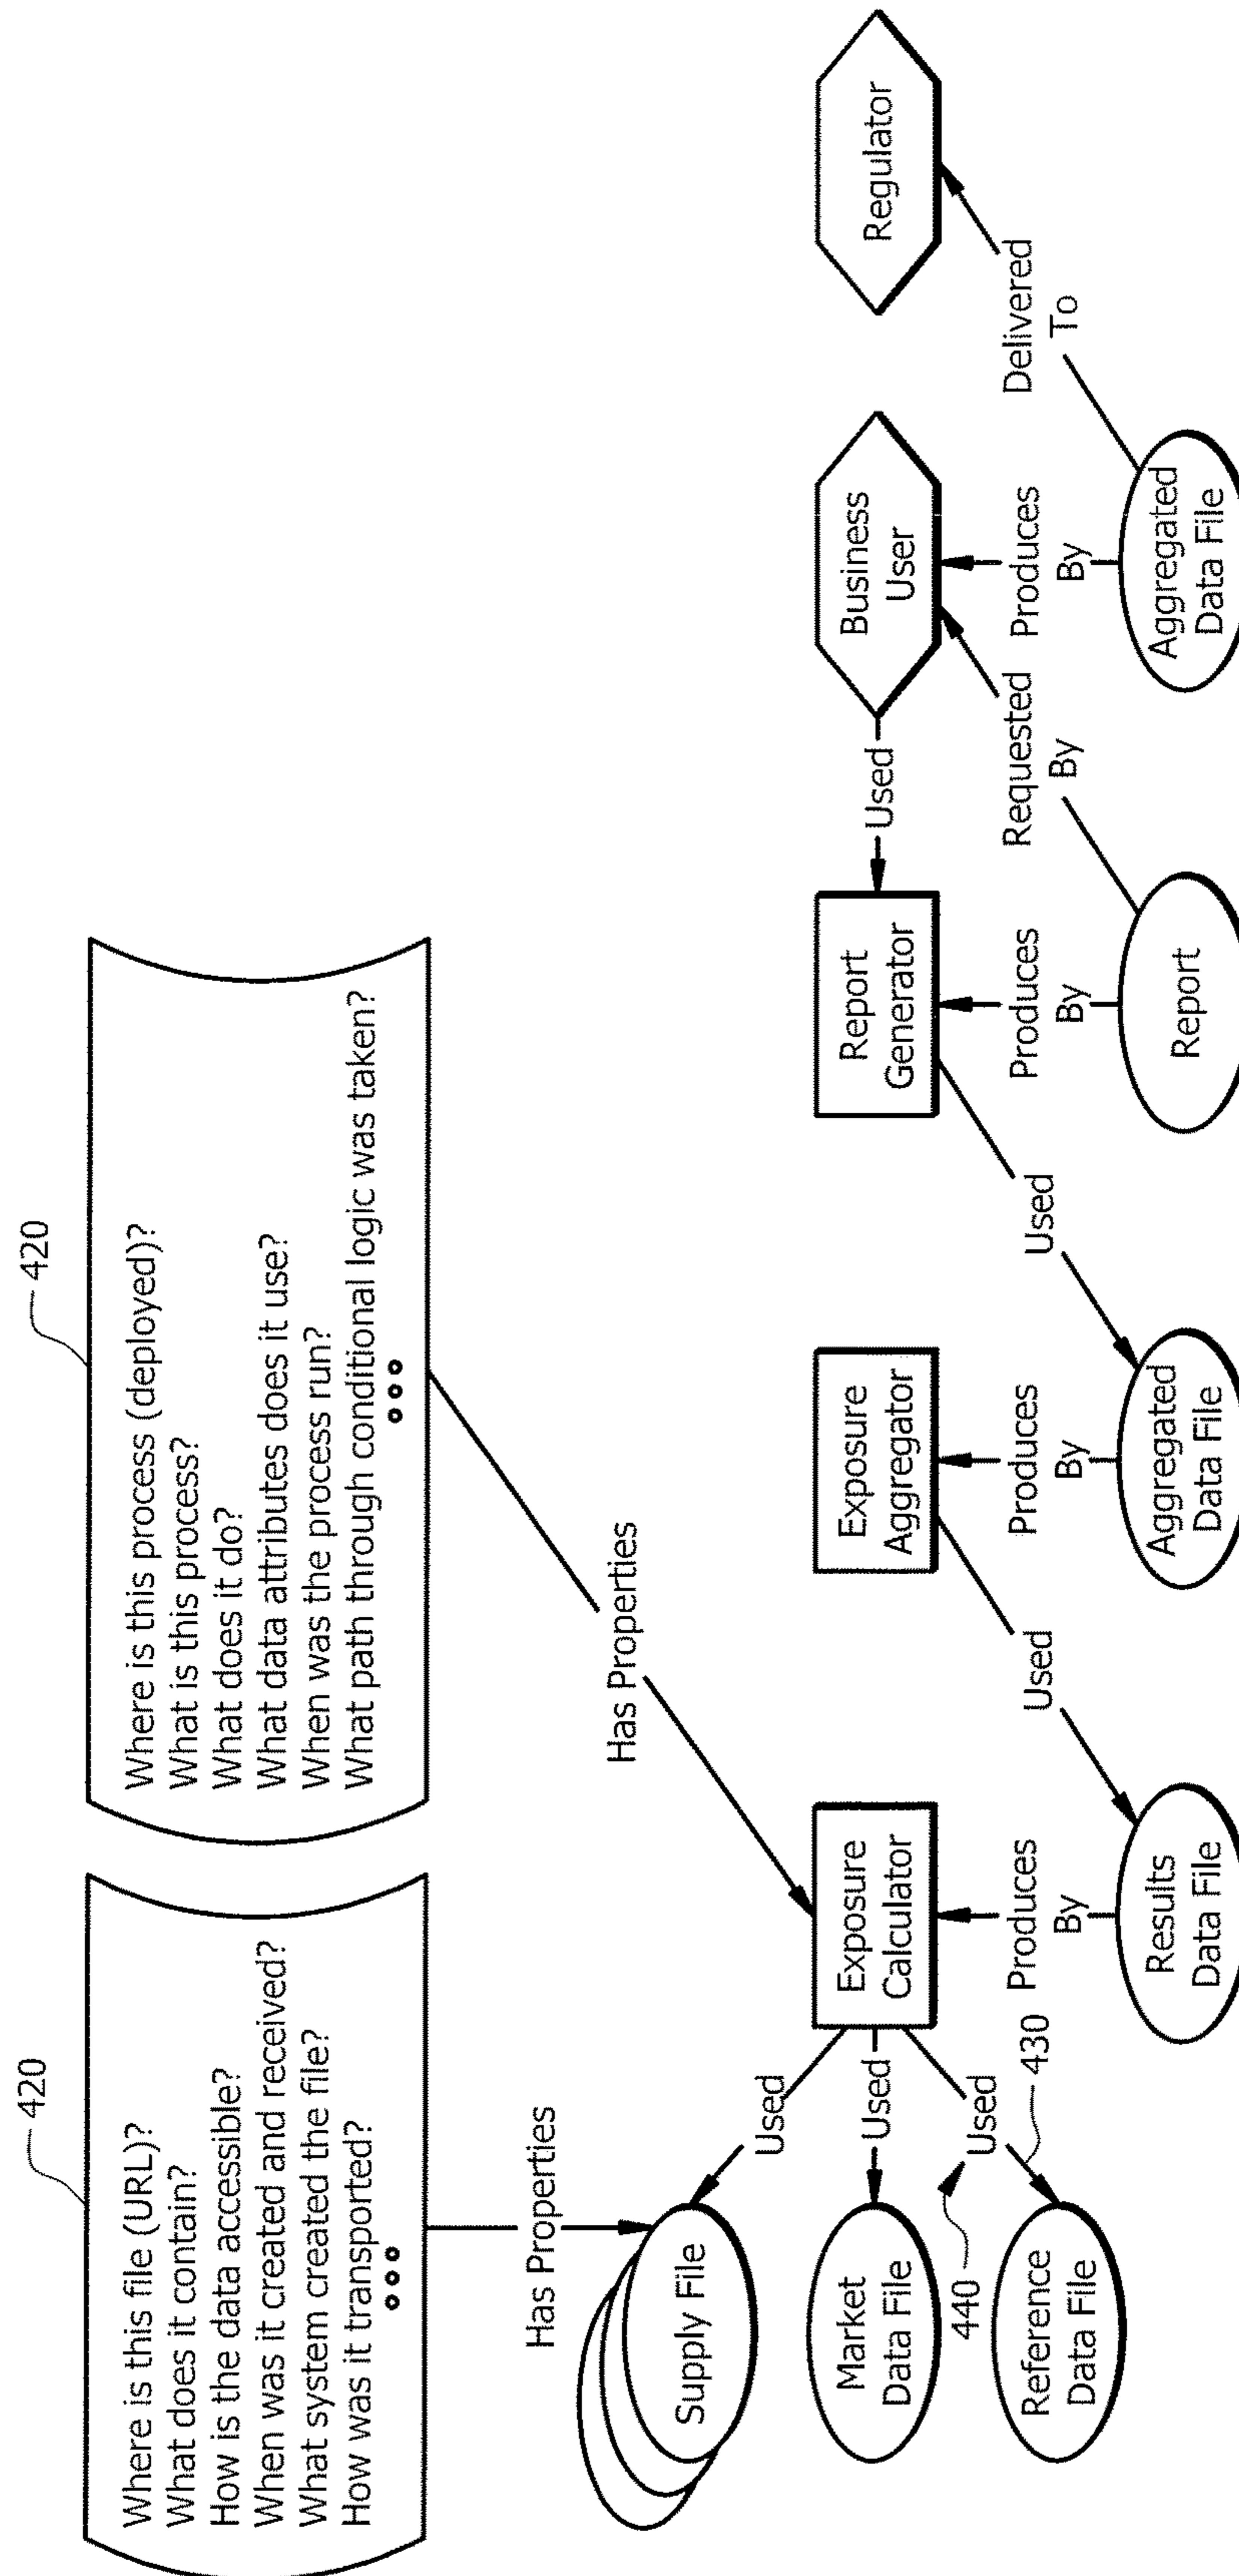 420
Where is this file (URL)?
What does it contain?
How is the data accessible?
When was it created and received?
What system created the file?
How was it transported?
420
Where is this process (deployed)?
What is this process?
What does it do?
What data attributes does it use?
When was the process run?
What path through conditional logic was taken?
Has Properties
Has Properties
Supply File
Used
Market
Data File
Used
440
Reference
Data File
Used
430
Exposure
Calculator
Produces
By
Results
Data File
Used
Exposure
Aggregator
Produces
By
Aggregated
Data File
Used
Report
Generator
Produces
By
Report
Used
Requested
By
Business
User
Produces
By
Aggregated
Data File
Delivered
To
Regulator